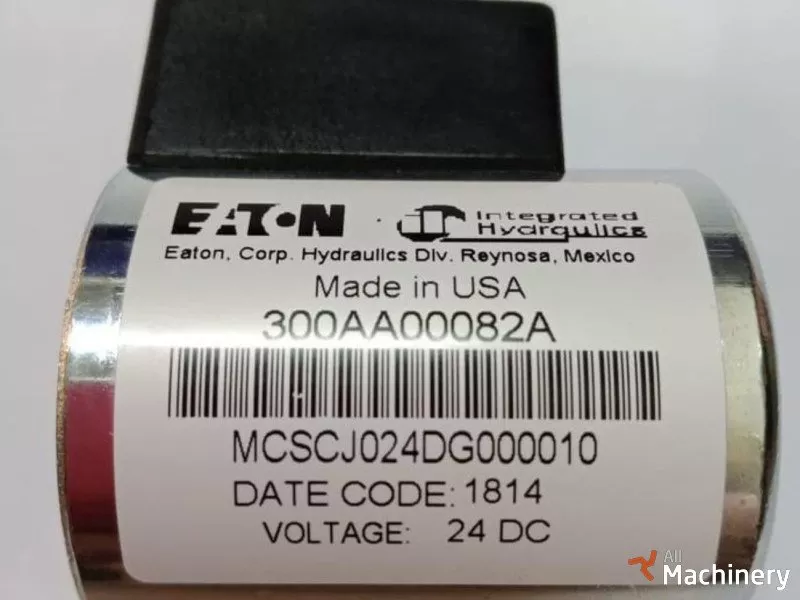 EATON · Integrated
Hydraulics
Eaton, Corp. Hydraulics Div. Reynosa, Mexico
Made in USA
300AA00082A
MCSCJ024DG000010
DATE CODE: 1814
VOLTAGE: 24 DC
All
Machinery